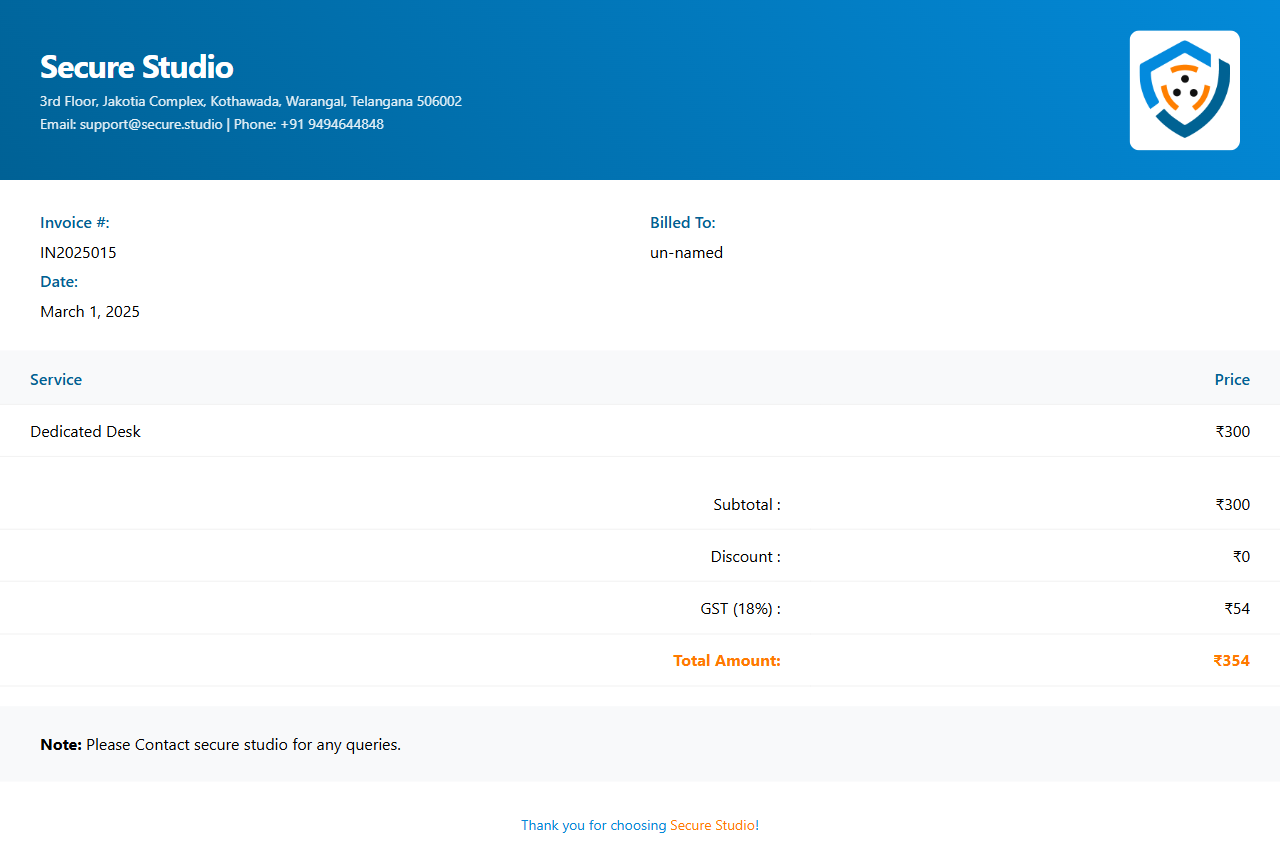 Secure Studio
3rd Floor, Jakotia Complex, Kothawada, Warangal, Telangana 506002
Email: support@secure.studio | Phone: +91 9494644848
Invoice #:
IN2025015
Date:
March 1, 2025
Billed To:
un-named
Service Price
Dedicated Desk ₹300
Subtotal : ₹300
Discount : ₹0
GST (18%) : ₹54
Total Amount: ₹354
Note: Please Contact secure studio for any queries.
Thank you for choosing Secure Studio!